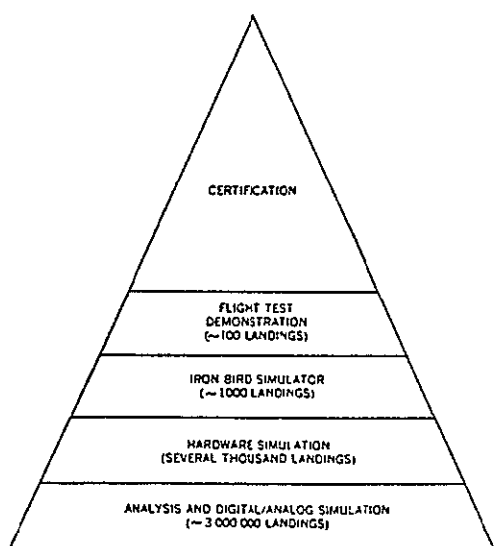 CERTIFICATION
FLIGHT TEST
DEMONSTRATION
(~100 LANDINGS)
IRON BIRD SIMULATOR
(~1000 LANDINGS)
HARDWARE SIMULATION
(SEVERAL THOUSAND LANDINGS)
ANALYSIS AND DIGITAL/ANALOG SIMULATION
(~3 000 000 LANDINGS)